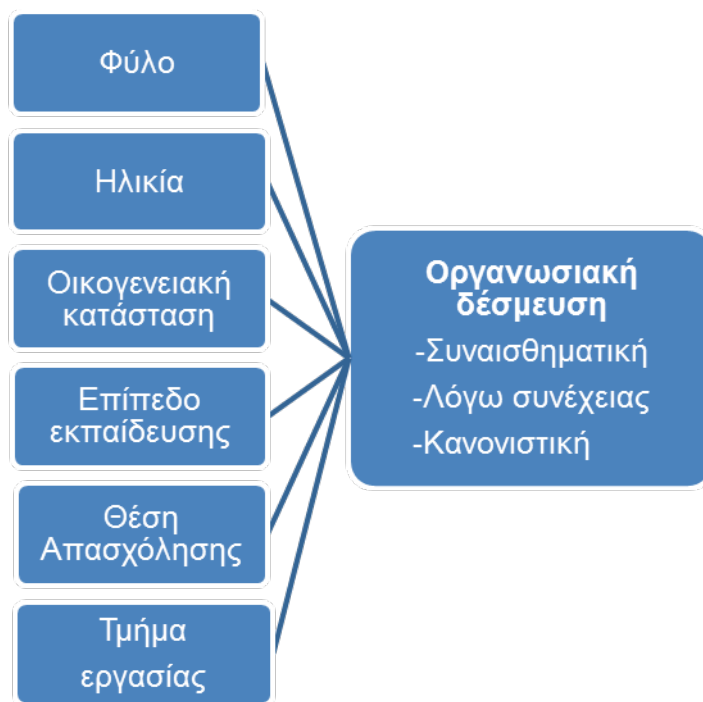 Φύλο
Ηλικία
Οικογενειακή
κατάσταση
Επίπεδο
εκπαίδευσης
Θέση
Απασχόλησης
Τμήμα
εργασίας
Οργανωσιακή
δέσμευση
-Συναισθηματική
-Λόγω συνέχειας
-Κανονιστική